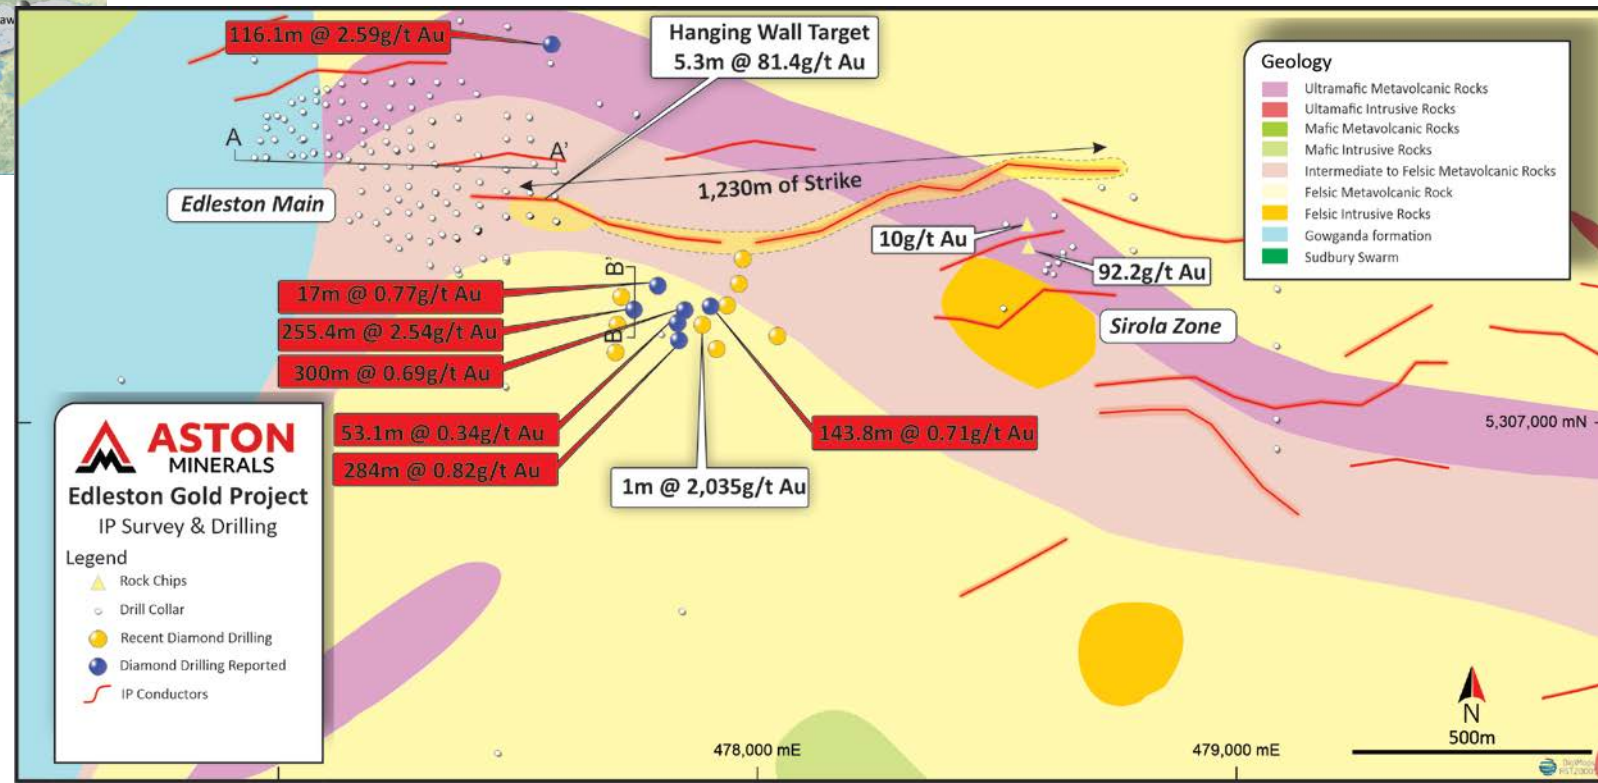 aw
116.1m @ 2.59g/t Au
Hanging Wall Target
5.3m @ 81.4g/t Au
A
A'
1,230m of Strike
Edleston Main
10g/t Au
92.2g/t Au
Sirola Zone
B'
B
17m @ 0.77g/t Au
255.4m @ 2.54g/t Au
300m @ 0.69g/t Au
53.1m @ 0.34g/t Au
284m @ 0.82g/t Au
143.8m @ 0.71g/t Au
1m @ 2,035g/t Au
Geology
Ultramafic Metavolcanic Rocks
Ultamafic Intrusive Rocks
Mafic Metavolcanic Rocks
Mafic Intrusive Rocks
Intermediate to Felsic Metavolcanic Rocks
Felsic Metavolcanic Rock
Felsic Intrusive Rocks
Gowganda formation
Sudbury Swarm
5,307,000 mN
ASTON
MINERALS
Edleston Gold Project
IP Survey & Drilling
Legend
Rock Chips
Drill Collar
Recent Diamond Drilling
Diamond Drilling Reported
IP Conductors
478,000 mE
479,000 mE
N
500m